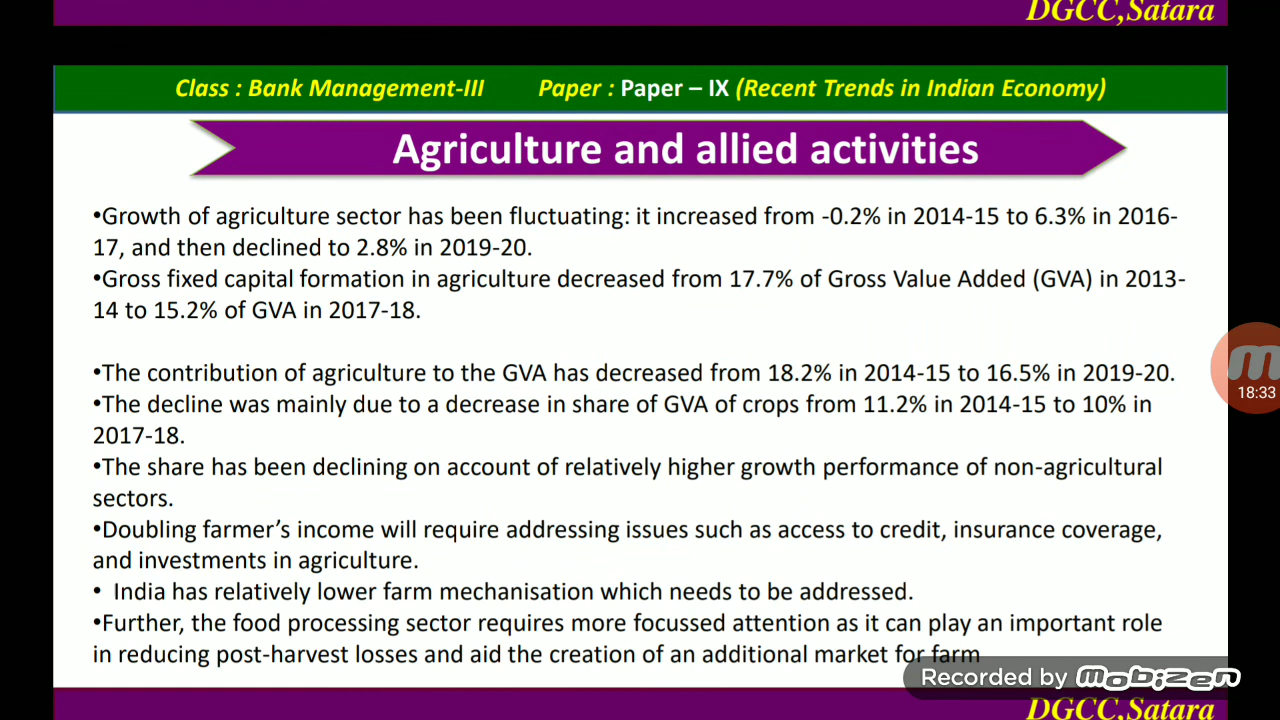 DGCC,Satara
Class : Bank Management-III Paper : Paper – IX (Recent Trends in Indian Economy)
Agriculture and allied activities
•Growth of agriculture sector has been fluctuating: it increased from -0.2% in 2014-15 to 6.3% in 2016-
17, and then declined to 2.8% in 2019-20.
•Gross fixed capital formation in agriculture decreased from 17.7% of Gross Value Added (GVA) in 2013-
14 to 15.2% of GVA in 2017-18.
•The contribution of agriculture to the GVA has decreased from 18.2% in 2014-15 to 16.5% in 2019-20.
•The decline was mainly due to a decrease in share of GVA of crops from 11.2% in 2014-15 to 10% in
2017-18.
•The share has been declining on account of relatively higher growth performance of non-agricultural
sectors.
•Doubling farmer’s income will require addressing issues such as access to credit, insurance coverage,
and investments in agriculture.
• India has relatively lower farm mechanisation which needs to be addressed.
•Further, the food processing sector requires more focussed attention as it can play an important role
in reducing post-harvest losses and aid the creation of an additional market for farm
18:33
Recorded by Mobizen
DGCC,Satara